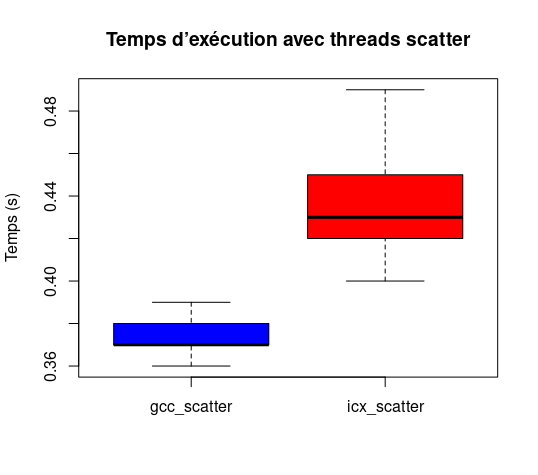 Temps d’exécution avec threads scatter
Temps (s)
0.48
0.44
0.40
0.36
gcc_scatter
icx_scatter